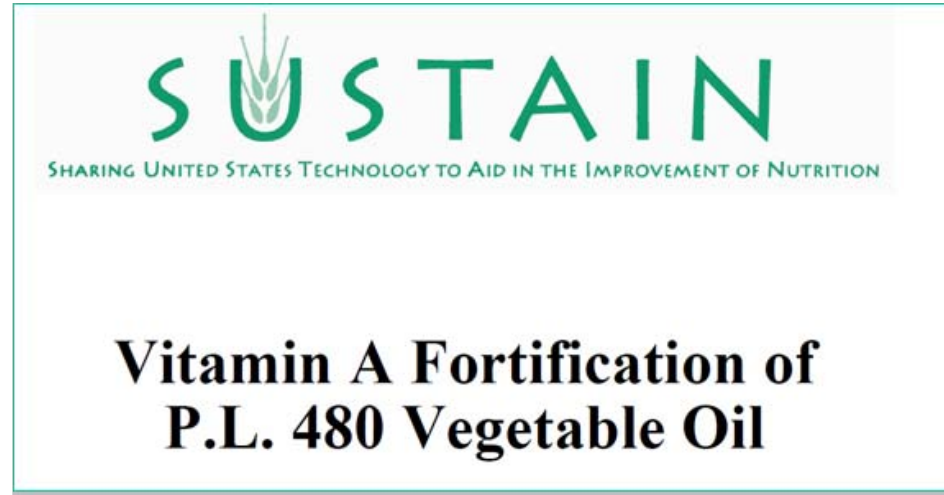 SUSTAIN
SHARING UNITED STATES TECHNOLOGY TO AID IN THE IMPROVEMENT OF NUTRITION
Vitamin A Fortification of
P.L. 480 Vegetable Oil